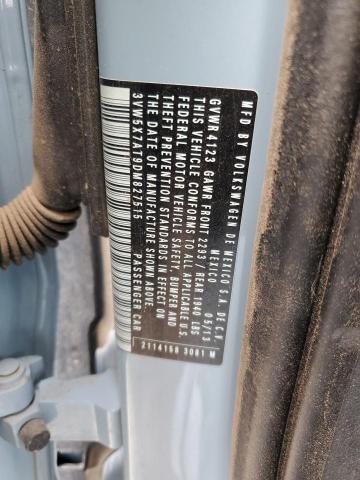 MFD BY VOLKSWAGEN DE MEXICO S.A. DE C.V.
MEXICO 05/13
GVWR 4123 GAWR FRONT 2293 / REAR 1940 LBS
THIS VEHICLE CONFORMS TO ALL APPLICABLE U.S.
FEDERAL MOTOR VEHICLE SAFETY, BUMPER AND
THEFT PREVENTION STANDARDS IN EFFECT ON
THE DATE OF MANUFACTURE SHOWN ABOVE.
3VW5X7AT9DM827515 PASSENGER CAR
2114158 3061 M